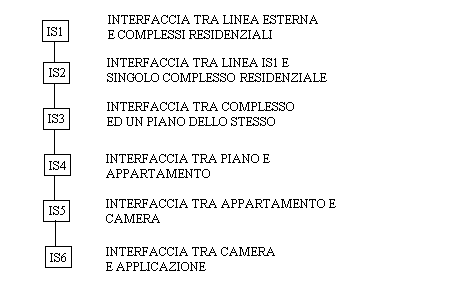 IS1
INTERFACCIA TRA LINEA ESTERNA
E COMPLESSI RESIDENZIALI
IS2
INTERFACCIA TRA LINEA IS1 E
SINGOLO COMPLESSO RESIDENZIALE
IS3
INTERFACCIA TRA COMPLESSO
ED UN PIANO DELLO STESSO
IS4
INTERFACCIA TRA PIANO E
APPARTAMENTO
IS5
INTERFACCIA TRA APPARTAMENTO E
CAMERA
IS6
INTERFACCIA TRA CAMERA
E APPLICAZIONE